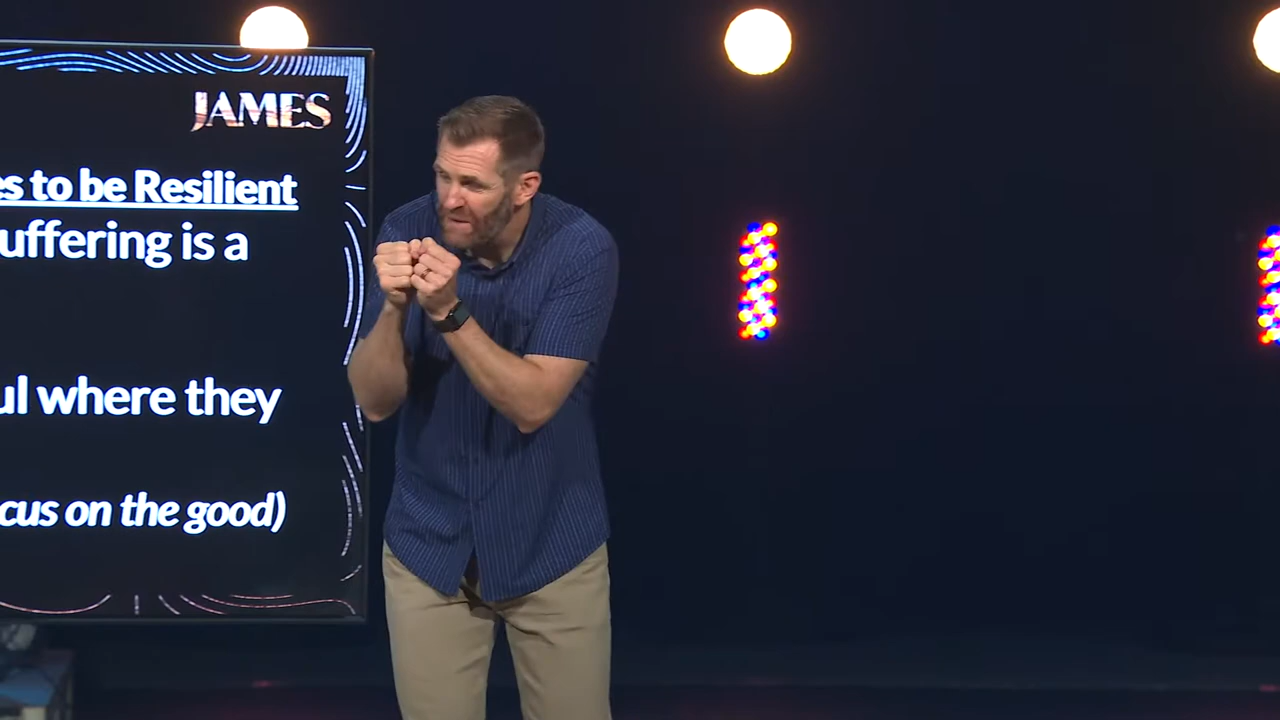 JAMES
es to be Resilient
uffering is a
ul where they
cus on the good)